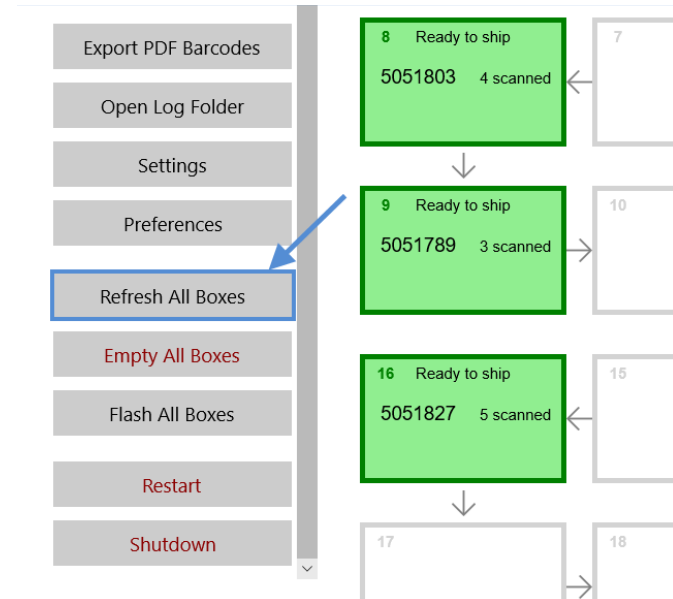 Export PDF Barcodes
Open Log Folder
Settings
Preferences
Refresh All Boxes
Empty All Boxes
Flash All Boxes
Restart
Shutdown
8 Ready to ship
5051803 4 scanned
7
9 Ready to ship
5051789 3 scanned
10
16 Ready to ship
5051827 5 scanned
15
17
18